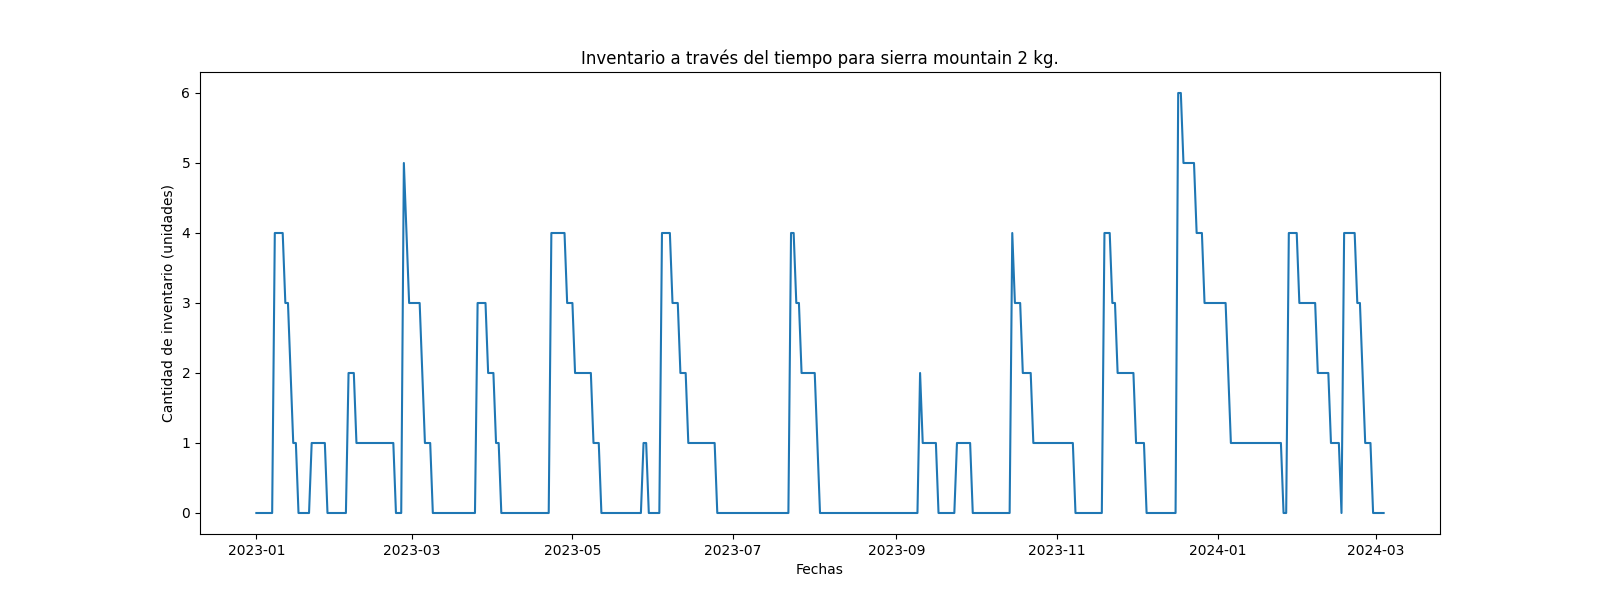 Inventario a través del tiempo para sierra mountain 2 kg.
Cantidad de inventario (unidades)
6
5
4
3
2
1
0
2023-01 2023-03 2023-05 2023-07 2023-09 2023-11 2024-01 2024-03
Fechas